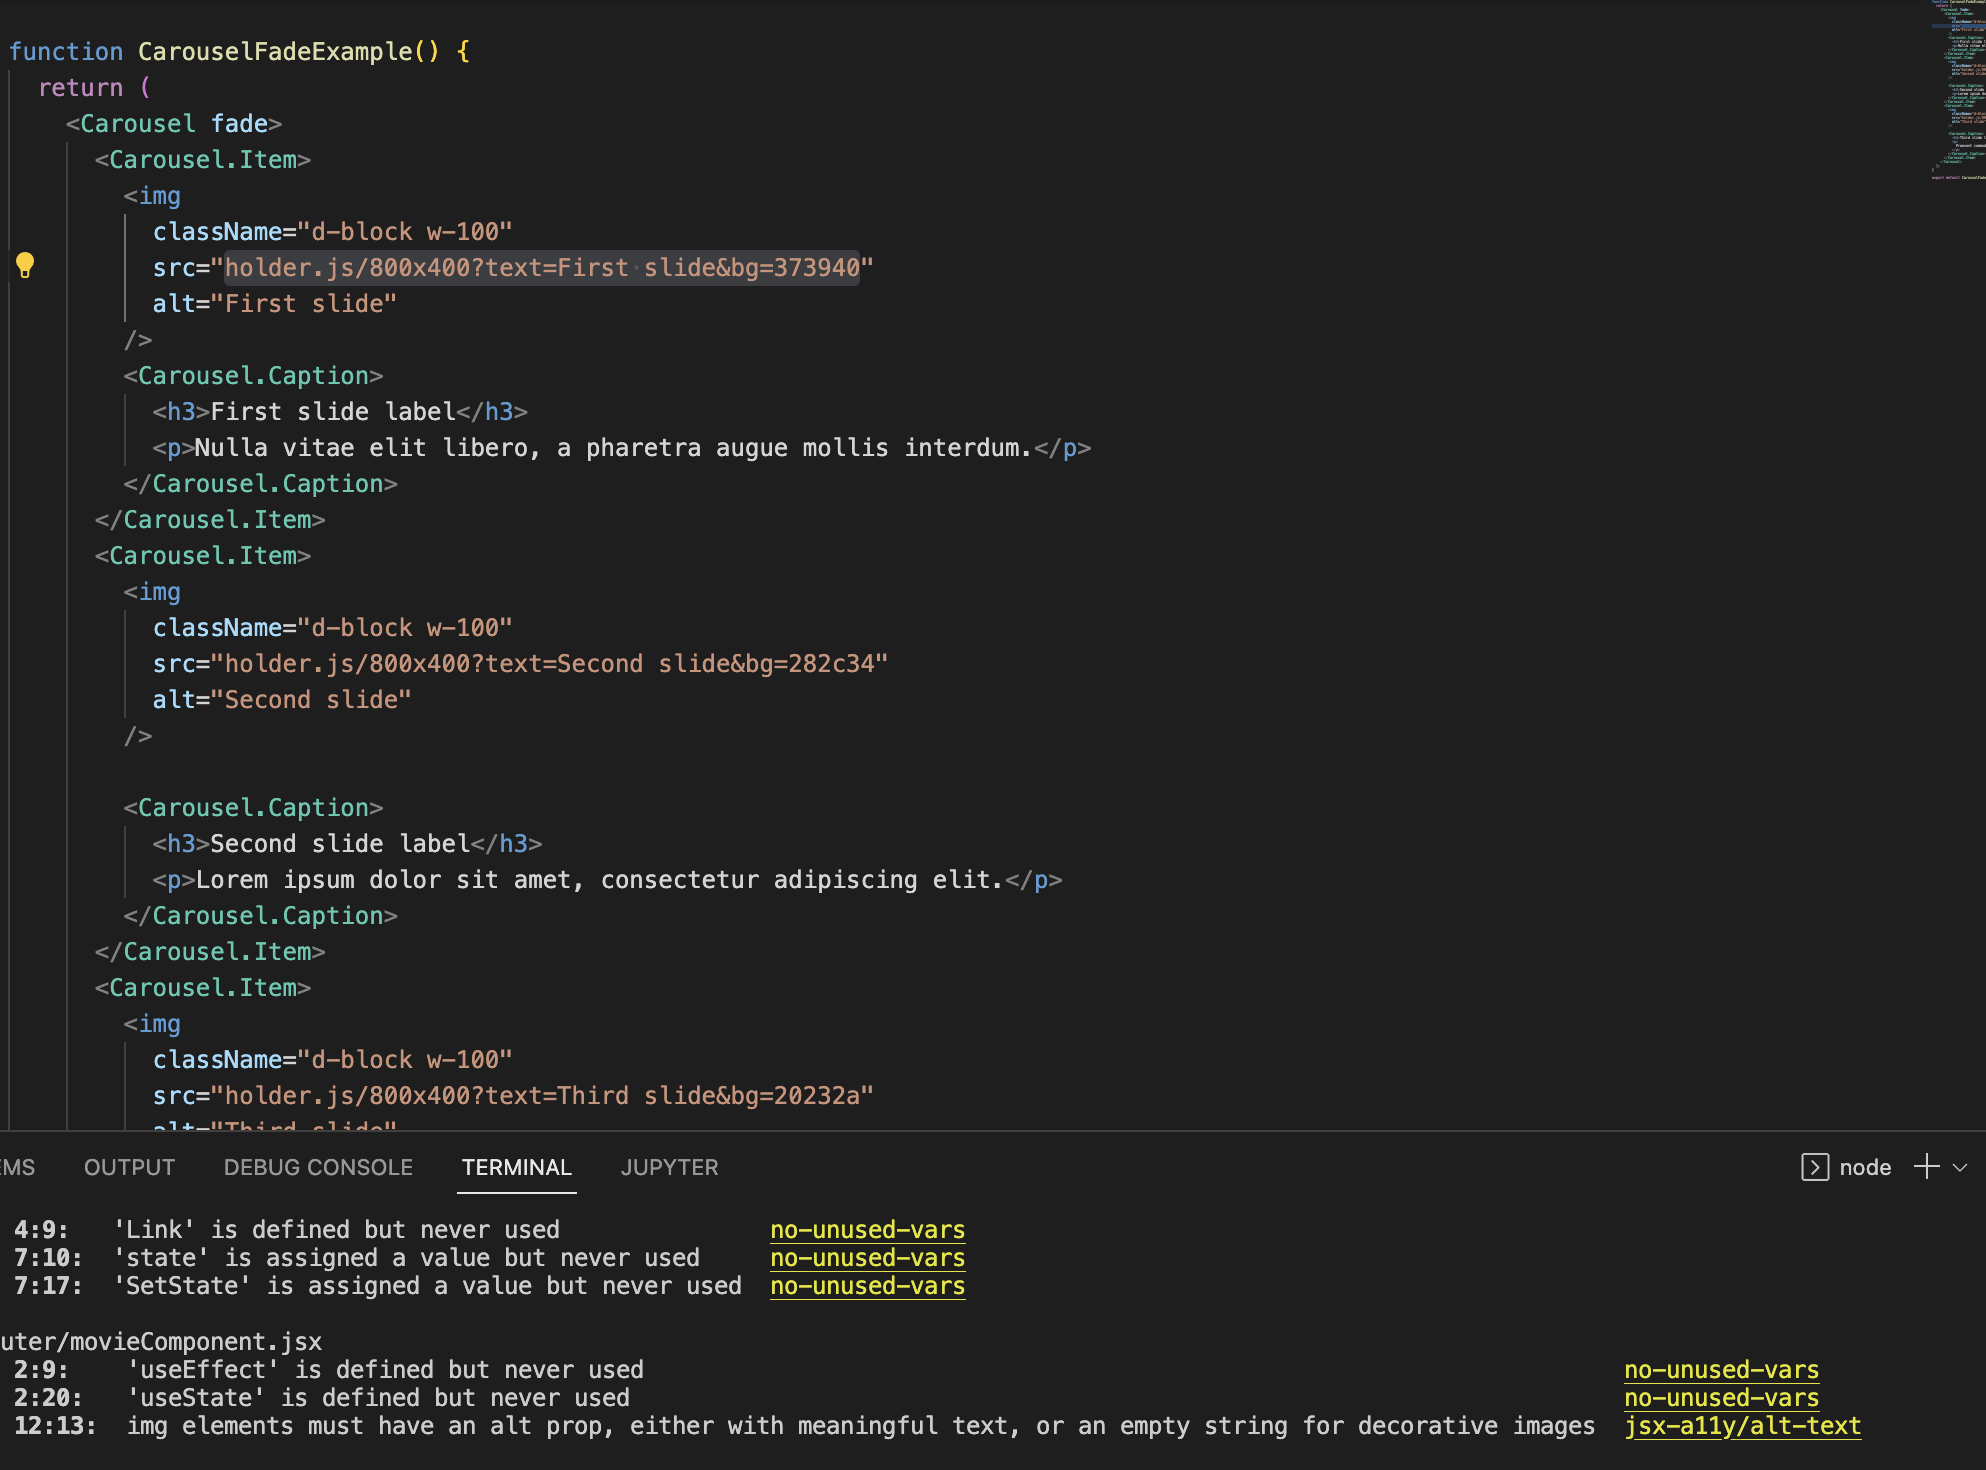 function CarouselFadeExample() {
return (
<Carousel fade>
<Carousel.Item>
<img
className="d-block w-100"
src="holder.js/800x400?text=First slide&bg=373940"
alt="First slide"
/>
<Carousel.Caption>
<h3>First slide label</h3>
<p>Nulla vitae elit libero, a pharetra augue mollis interdum.</p>
</Carousel.Caption>
</Carousel.Item>
<Carousel.Item>
<img
className="d-block w-100"
src="holder.js/800x400?text=Second slide&bg=282c34"
alt="Second slide"
/>
<Carousel.Caption>
<h3>Second slide label</h3>
<p>Lorem ipsum dolor sit amet, consectetur adipiscing elit.</p>
</Carousel.Caption>
</Carousel.Item>
<Carousel.Item>
<img
className="d-block w-100"
src="holder.js/800x400?text=Third slide&bg=20232a"
alt="Third slide"
EMS OUTPUT DEBUG CONSOLE TERMINAL JUPYTER node
4:9: 'Link' is defined but never used no-unused-vars
7:10: 'state' is assigned a value but never used no-unused-vars
7:17: 'SetState' is assigned a value but never used no-unused-vars
uter/movieComponent.jsx
2:9: 'useEffect' is defined but never used no-unused-vars
2:20: 'useState' is defined but never used no-unused-vars
12:13: img elements must have an alt prop, either with meaningful text, or an empty string for decorative images jsx-a11y/alt-text